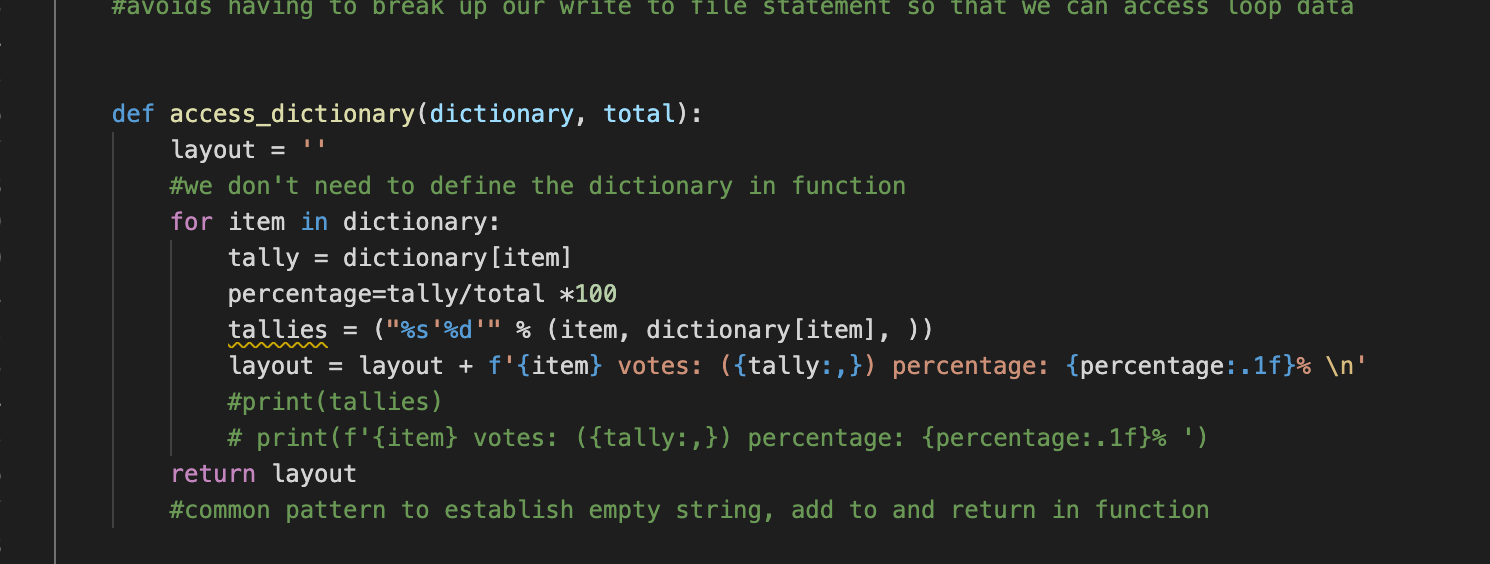 #avoids having to break up our write to file statement so that we can access loop data
def access_dictionary(dictionary, total):
layout = ''
#we don't need to define the dictionary in function
for item in dictionary:
tally = dictionary[item]
percentage=tally/total *100
tallies = ("%s'%d'" % (item, dictionary[item], ))
layout = layout + f'{item} votes: ({tally:,}) percentage: {percentage:.1f}% \n'
#print(tallies)
# print(f'{item} votes: ({tally:,}) percentage: {percentage:.1f}% ')
return layout
#common pattern to establish empty string, add to and return in function